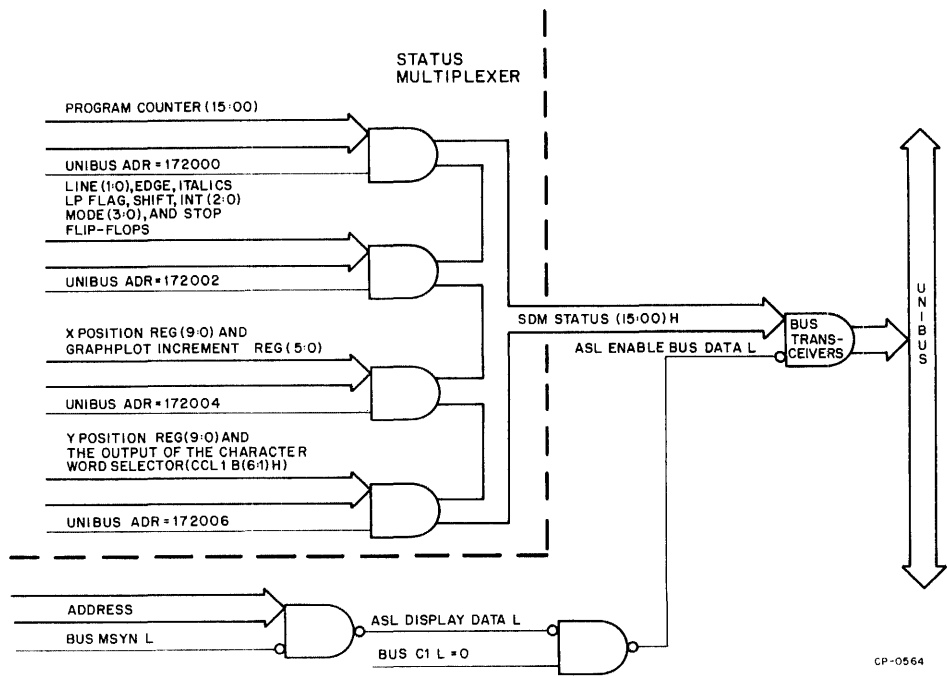 STATUS
MULTIPLEXER
PROGRAM COUNTER (15:00)
UNIBUS ADR = 172000
LINE (1:0), EDGE, ITALICS
LP FLAG, SHIFT, INT (2:0)
MODE (3:0), AND STOP
FLIP-FLOPS
UNIBUS ADR = 172002
X POSITION REG (9:0) AND
GRAPHPLOT INCREMENT REG (5:0)
UNIBUS ADR = 172004
Y POSITION REG (9:0) AND
THE OUTPUT OF THE CHARACTER
WORD SELECTOR (CCL1 B(6:1) H)
UNIBUS ADR = 172006
SDM STATUS (15:00) H
ASL ENABLE BUS DATA L
BUS
TRANS-
CEIVERS
UNIBUS
ADDRESS
BUS MSYN L
ASL DISPLAY DATA L
BUS C1 L = 0
CP-0564